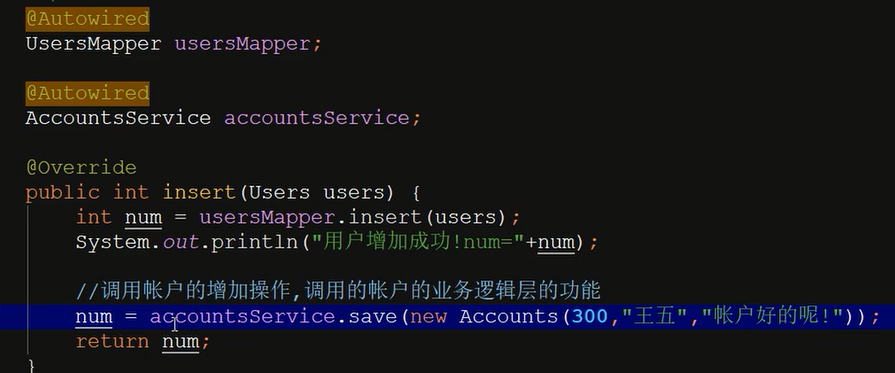 @Autowired
UsersMapper usersMapper;
@Autowired
AccountsService accountsService;
@Override
public int insert(Users users) {
int num = usersMapper.insert(users);
System.out.println("用户增加成功!num="+num);
//调用帐户的增加操作,调用的帐户的业务逻辑层的功能
num = accountsService.save(new Accounts(300,"王五","帐户好的呢!"));
return num;
}